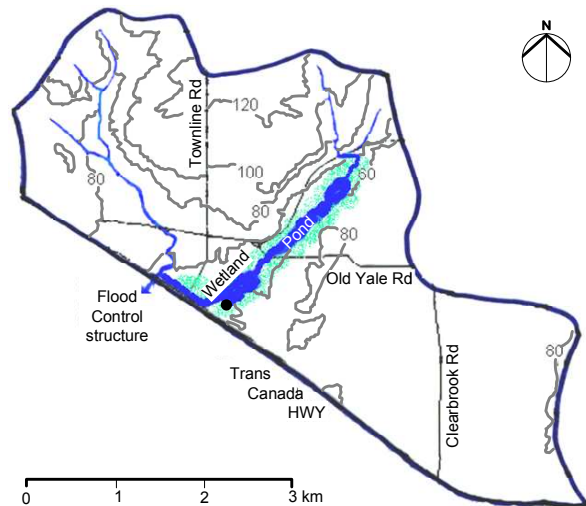 N
120
Townline Rd
100
80
80
60
80
Pond
Wetland
Old Yale Rd
Flood
Control
structure
Trans
Canada
HWY
Clearbrook Rd
80
0 1 2 3 km